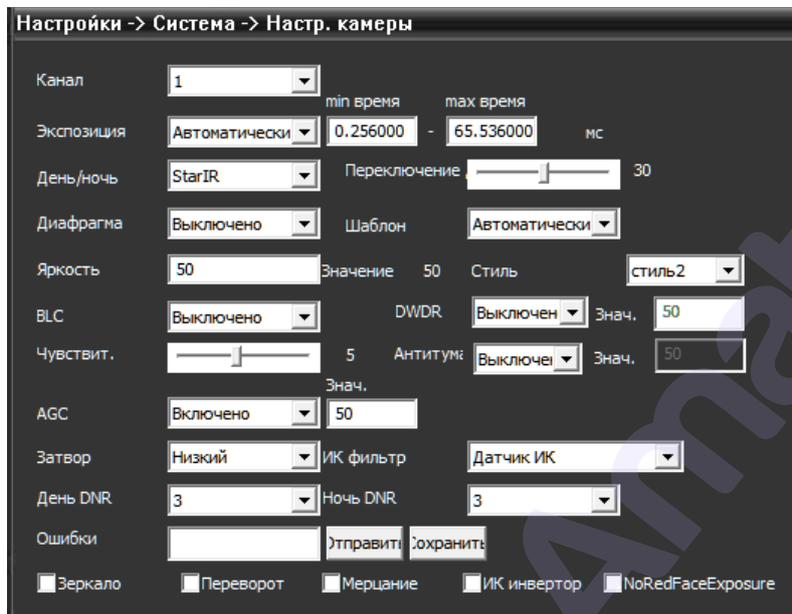 Настройки -> Система -> Настр. камеры
Канал 1
min время max время
Экспозиция Автоматически 0.256000 - 65.536000 мс
День/ночь StarIR Переключение 30
Диафрагма Выключено Шаблон Автоматически
Яркость 50 Значение 50 Стиль стиль2
BLC Выключено DWDR Выключен Знач. 50
Чувствит. 5 Антитума Выключе Знач. 50
Знач.
AGC Включено 50
Затвор Низкий ИК фильтр Датчик ИК
День DNR 3 Ночь DNR 3
Ошибки Отправить Сохранить
Зеркало Переворот Мерцание ИК инвертор NoRedFaceExposure
Amat